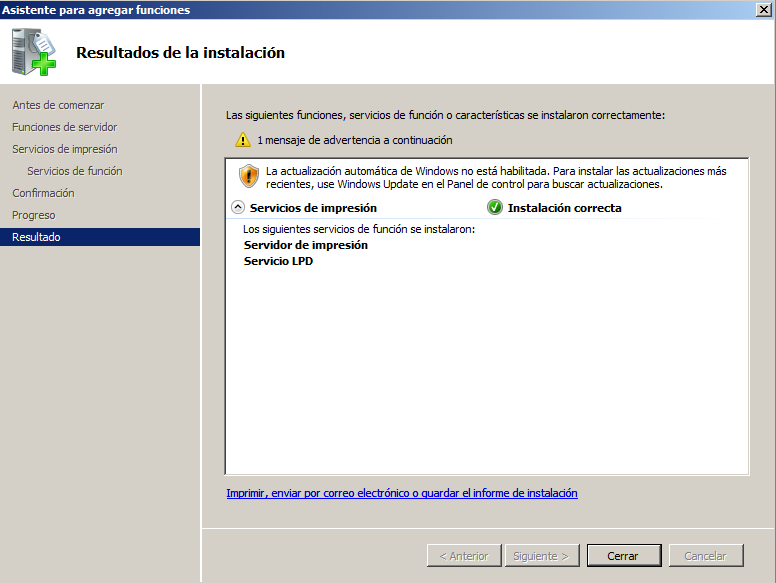 Asistente para agregar funciones
Resultados de la instalación
Antes de comenzar
Funciones de servidor
Servicios de impresión
Servicios de función
Confirmación
Progreso
Resultado
Las siguientes funciones, servicios de función o características se instalaron correctamente:
1 mensaje de advertencia a continuación
La actualización automática de Windows no está habilitada. Para instalar las actualizaciones más
recientes, use Windows Update en el Panel de control para buscar actualizaciones.
Servicios de impresión Instalación correcta
Los siguientes servicios de función se instalaron:
Servidor de impresión
Servicio LPD
Imprimir, enviar por correo electrónico o guardar el informe de instalación
< Anterior Siguiente > Cerrar Cancelar